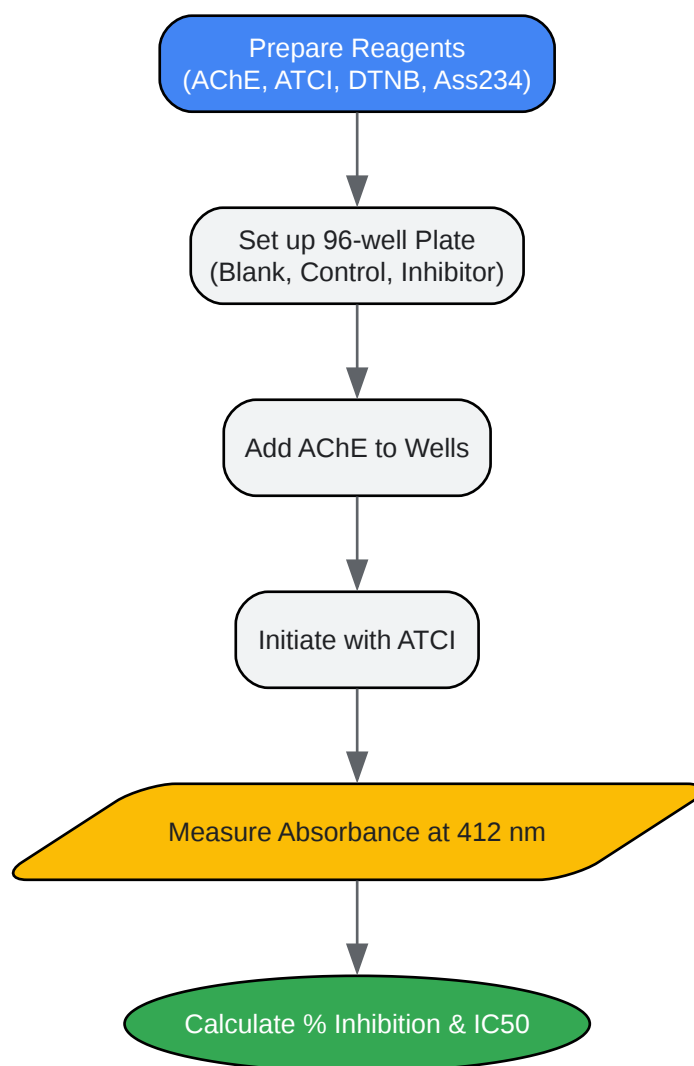 Prepare Reagents
(AChE, ATCI, DTNB, Ass234)
Set up 96-well Plate
(Blank, Control, Inhibitor)
Add AChE to Wells
Initiate with ATCI
Measure Absorbance at 412 nm
Calculate % Inhibition & IC50